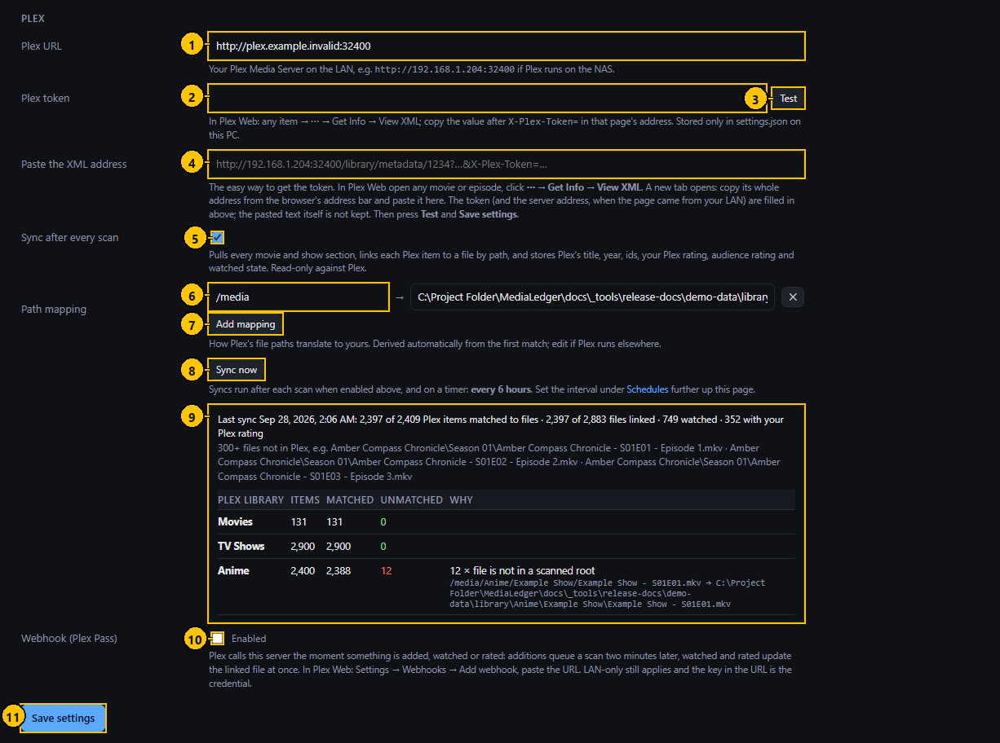 PLEX
Plex URL
1
http://plex.example.invalid:32400
Your Plex Media Server on the LAN, e.g. http://192.168.1.204:32400 if Plex runs on the NAS.
Plex token
2
3
Test
In Plex Web: any item → ··· → Get Info → View XML; copy the value after X-Plex-Token= in that page's address. Stored only in settings.json on
this PC.
Paste the XML address
4
http://192.168.1.204:32400/library/metadata/1234?...&X-Plex-Token=...
The easy way to get the token. In Plex Web open any movie or episode, click ··· → Get Info → View XML. A new tab opens: copy its whole
address from the browser's address bar and paste it here. The token (and the server address, when the page came from your LAN) are filled in
above; the pasted text itself is not kept. Then press Test and Save settings.
Sync after every scan
5
Pulls every movie and show section, links each Plex item to a file by path, and stores Plex's title, year, ids, your Plex rating, audience rating and
watched state. Read-only against Plex.
Path mapping
6
/media → C:\Project Folder\MediaLedger\docs\_tools\release-docs\demo-data\library ✕
7
Add mapping
How Plex's file paths translate to yours. Derived automatically from the first match; edit if Plex runs elsewhere.
8
Sync now
Syncs run after each scan when enabled above, and on a timer: every 6 hours. Set the interval under Schedules further up this page.
9
Last sync Sep 28, 2026, 2:06 AM: 2,397 of 2,409 Plex items matched to files · 2,397 of 2,883 files linked · 749 watched · 352 with your
Plex rating
300+ files not in Plex, e.g. Amber Compass Chronicle\Season 01\Amber Compass Chronicle - S01E01 - Episode 1.mkv · Amber
Compass Chronicle\Season 01\Amber Compass Chronicle - S01E02 - Episode 2.mkv · Amber Compass Chronicle\Season 01\Amber
Compass Chronicle - S01E03 - Episode 3.mkv
PLEX LIBRARY ITEMS MATCHED UNMATCHED WHY
Movies 131 131 0
TV Shows 2,900 2,900 0
Anime 2,400 2,388 12 12 × file is not in a scanned root
/media/Anime/Example Show/Example Show - S01E01.mkv → C:\Project
Folder\MediaLedger\docs\_tools\release-docs\demo-
data\library\Anime\Example Show\Example Show - S01E01.mkv
Webhook (Plex Pass)
10
Enabled
Plex calls this server the moment something is added, watched or rated: additions queue a scan two minutes later, watched and rated update
the linked file at once. In Plex Web: Settings → Webhooks → Add webhook, paste the URL. LAN-only still applies and the key in the URL is the
credential.
11
Save settings